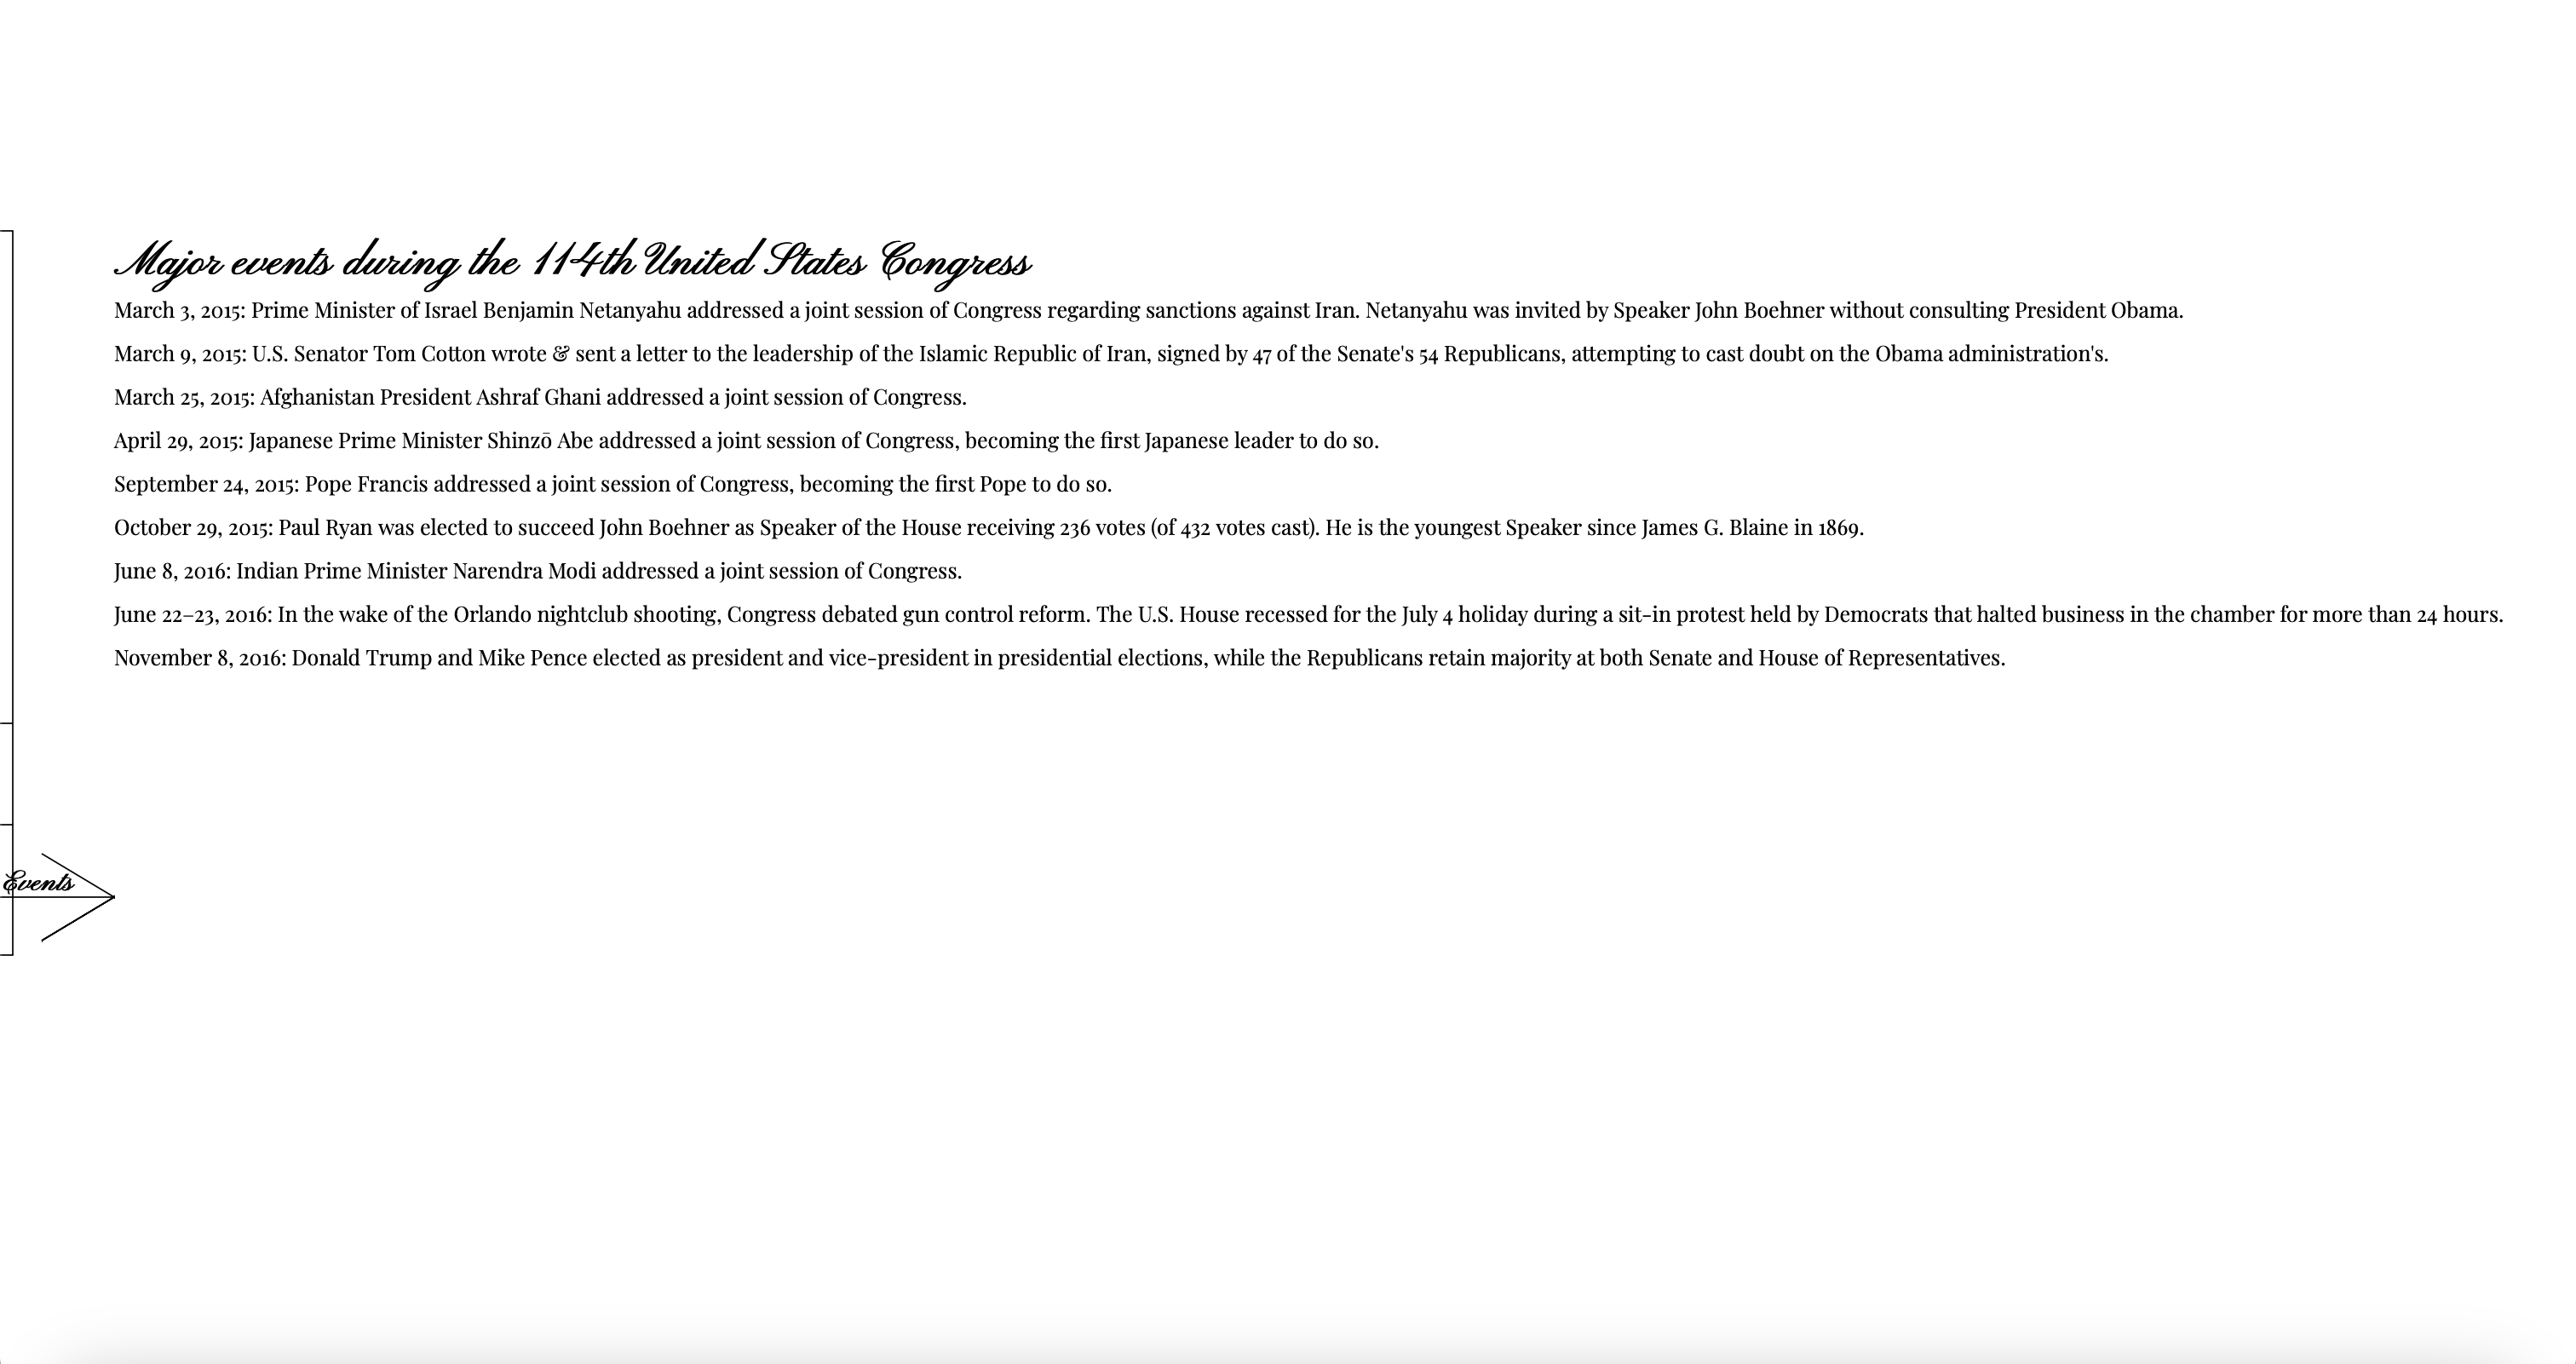 Major events during the 114th United States Congress
March 3, 2015: Prime Minister of Israel Benjamin Netanyahu addressed a joint session of Congress regarding sanctions against Iran. Netanyahu was invited by Speaker John Boehner without consulting President Obama.
March 9, 2015: U.S. Senator Tom Cotton wrote & sent a letter to the leadership of the Islamic Republic of Iran, signed by 47 of the Senate's 54 Republicans, attempting to cast doubt on the Obama administration's.
March 25, 2015: Afghanistan President Ashraf Ghani addressed a joint session of Congress.
April 29, 2015: Japanese Prime Minister Shinzō Abe addressed a joint session of Congress, becoming the first Japanese leader to do so.
September 24, 2015: Pope Francis addressed a joint session of Congress, becoming the first Pope to do so.
October 29, 2015: Paul Ryan was elected to succeed John Boehner as Speaker of the House receiving 236 votes (of 432 votes cast). He is the youngest Speaker since James G. Blaine in 1869.
June 8, 2016: Indian Prime Minister Narendra Modi addressed a joint session of Congress.
June 22–23, 2016: In the wake of the Orlando nightclub shooting, Congress debated gun control reform. The U.S. House recessed for the July 4 holiday during a sit-in protest held by Democrats that halted business in the chamber for more than 24 hours.
November 8, 2016: Donald Trump and Mike Pence elected as president and vice-president in presidential elections, while the Republicans retain majority at both Senate and House of Representatives.
Events